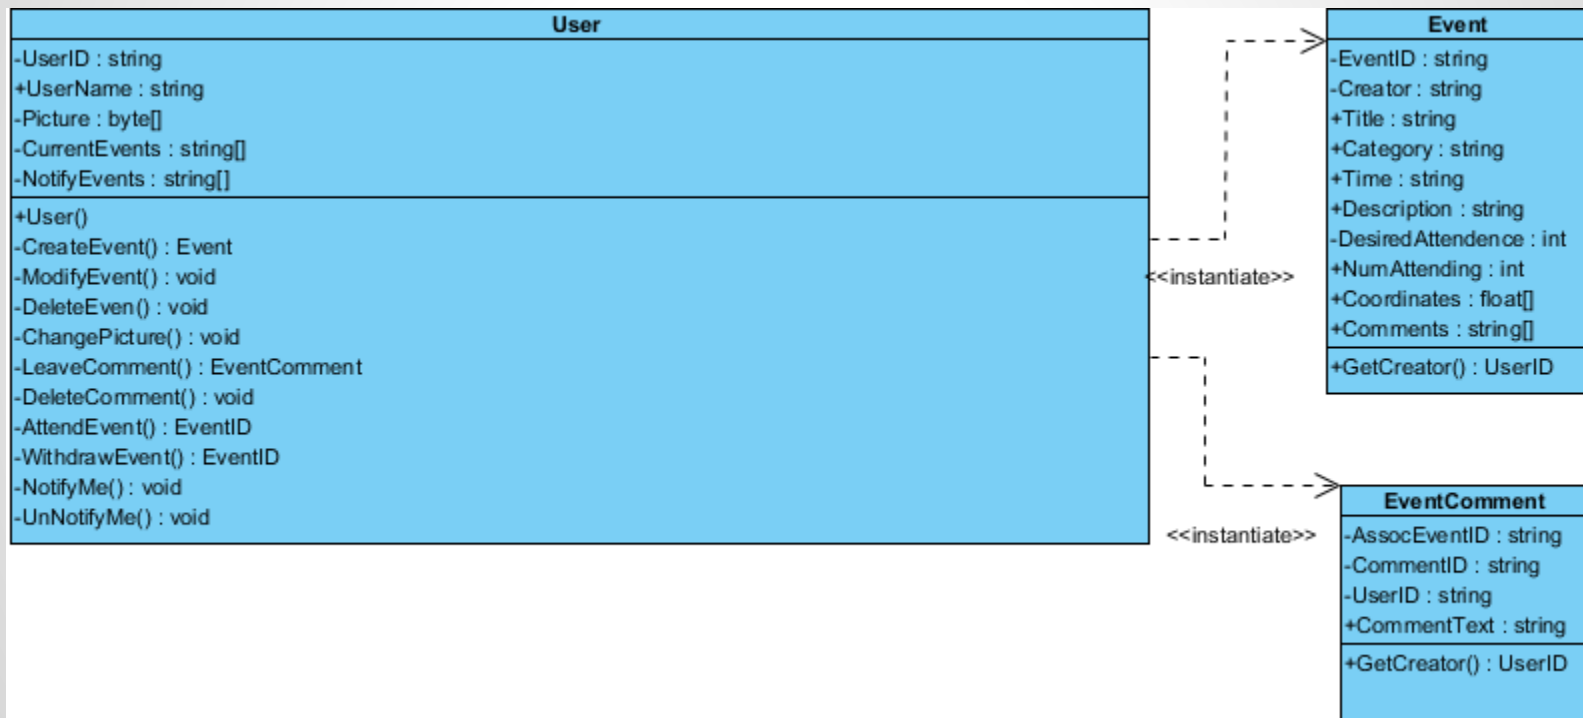 User
-UserID : string
+UserName : string
-Picture : byte[]
-CurrentEvents : string[]
-NotifyEvents : string[]
+User()
-CreateEvent() : Event
-ModifyEvent() : void
-DeleteEven() : void
-ChangePicture() : void
-LeaveComment() : EventComment
-DeleteComment() : void
-AttendEvent() : EventID
-WithdrawEvent() : EventID
-NotifyMe() : void
-UnNotifyMe() : void
<<instantiate>>
<<instantiate>>
Event
-EventID : string
-Creator : string
+Title : string
+Category : string
+Time : string
+Description : string
-DesiredAttendence : int
+NumAttending : int
+Coordinates : float[]
+Comments : string[]
+GetCreator() : UserID
EventComment
-AssocEventID : string
-CommentID : string
-UserID : string
+CommentText : string
+GetCreator() : UserID